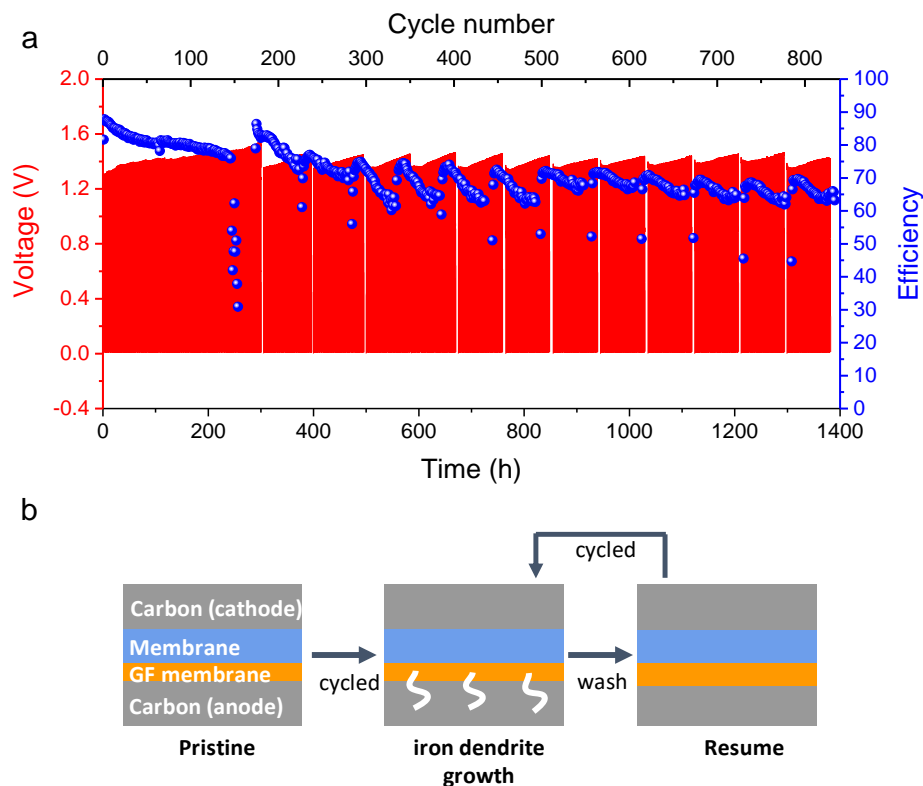 a
Cycle number
0 100 200 300 400 500 600 700 800
2.0
1.6
1.2
0.8
0.4
0.0
-0.4
Voltage (V)
100
90
80
70
60
50
40
30
20
10
0
Efficiency
0 200 400 600 800 1000 1200 1400
Time (h)
b
cycled
Carbon (cathode)
Membrane
GF membrane
Carbon (anode)
cycled
wash
Pristine
iron dendrite
growth
Resume